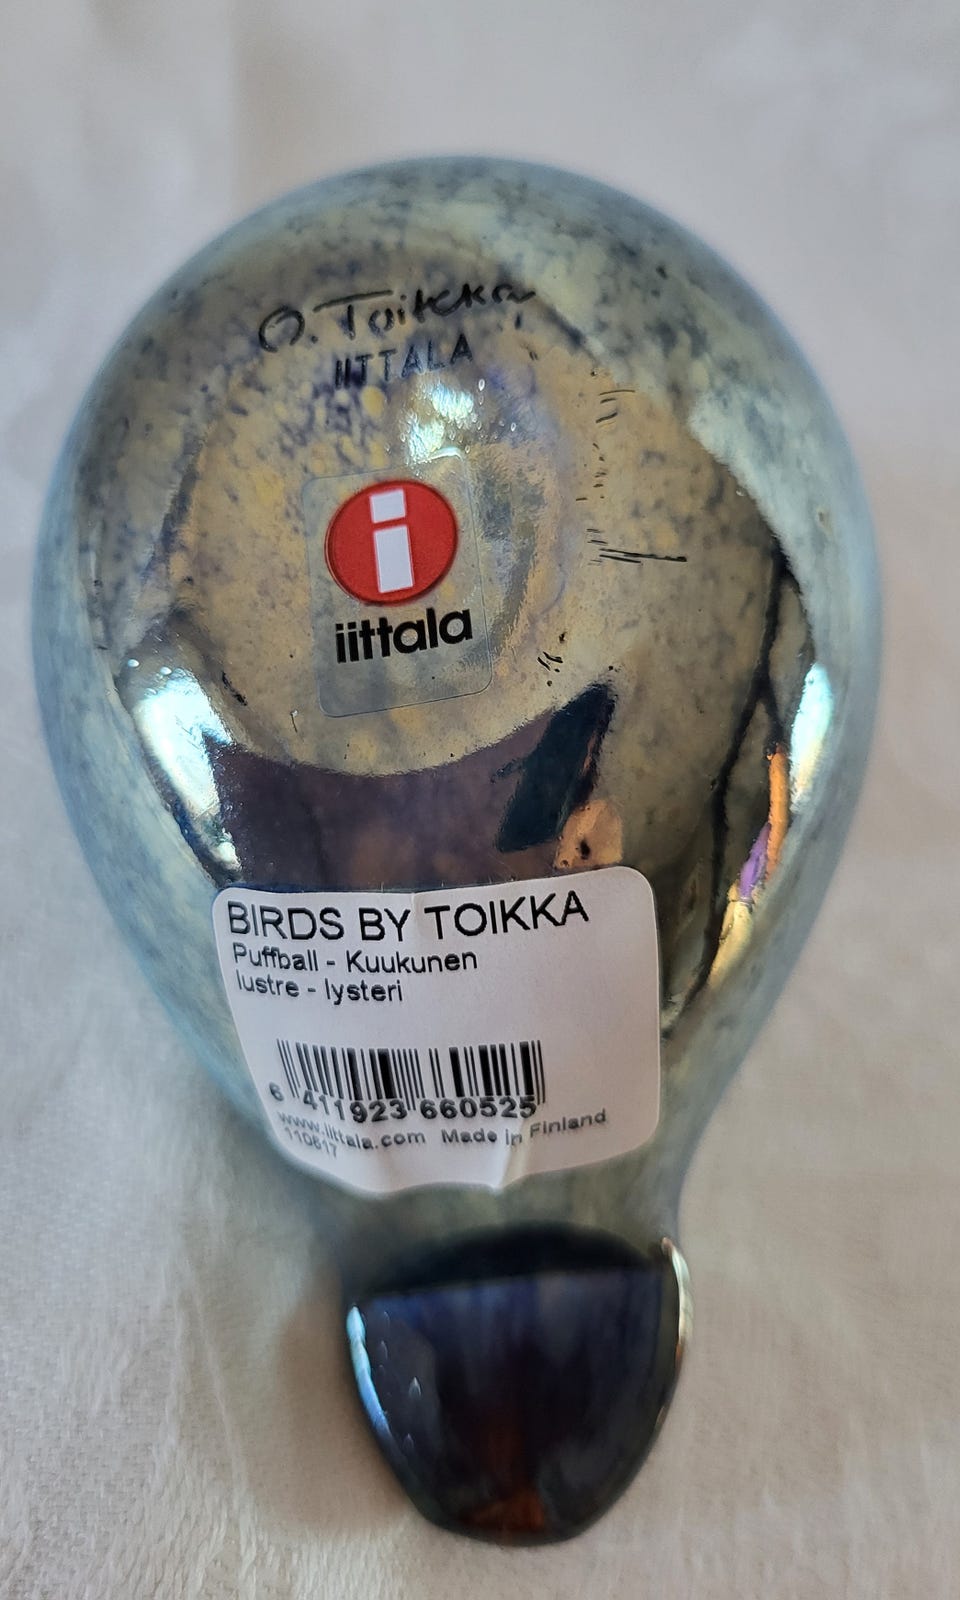 O. Toikka
IITTALA
i
iittala
BIRDS BY TOIKKA
Puffball - Kuukunen
lustre - lysteri
6 411923 660525
www.iittala.com Made in Finland
110617